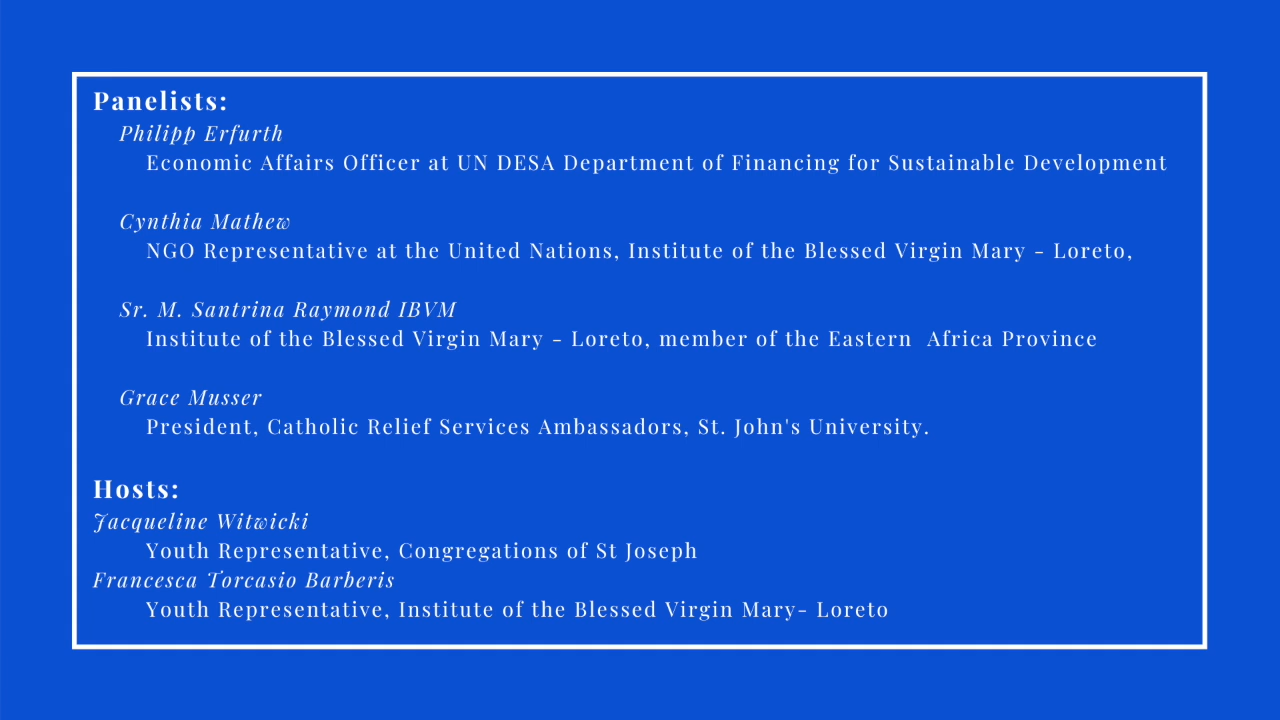 Panelists:
Philipp Erfurth
Economic Affairs Officer at UN DESA Department of Financing for Sustainable Development
Cynthia Mathew
NGO Representative at the United Nations, Institute of the Blessed Virgin Mary - Loreto,
Sr. M. Santrina Raymond IBVM
Institute of the Blessed Virgin Mary - Loreto, member of the Eastern  Africa Province
Grace Musser
President, Catholic Relief Services Ambassadors, St. John's University.
Hosts:
Jacqueline Witwicki
Youth Representative, Congregations of St Joseph
Francesca Torcasio Barberis
Youth Representative, Institute of the Blessed Virgin Mary- Loreto